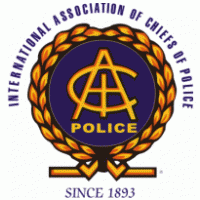 INTERNATIONAL ASSOCIATION OF CHIEFS OF POLICE
IACP
POLICE
SINCE 1893